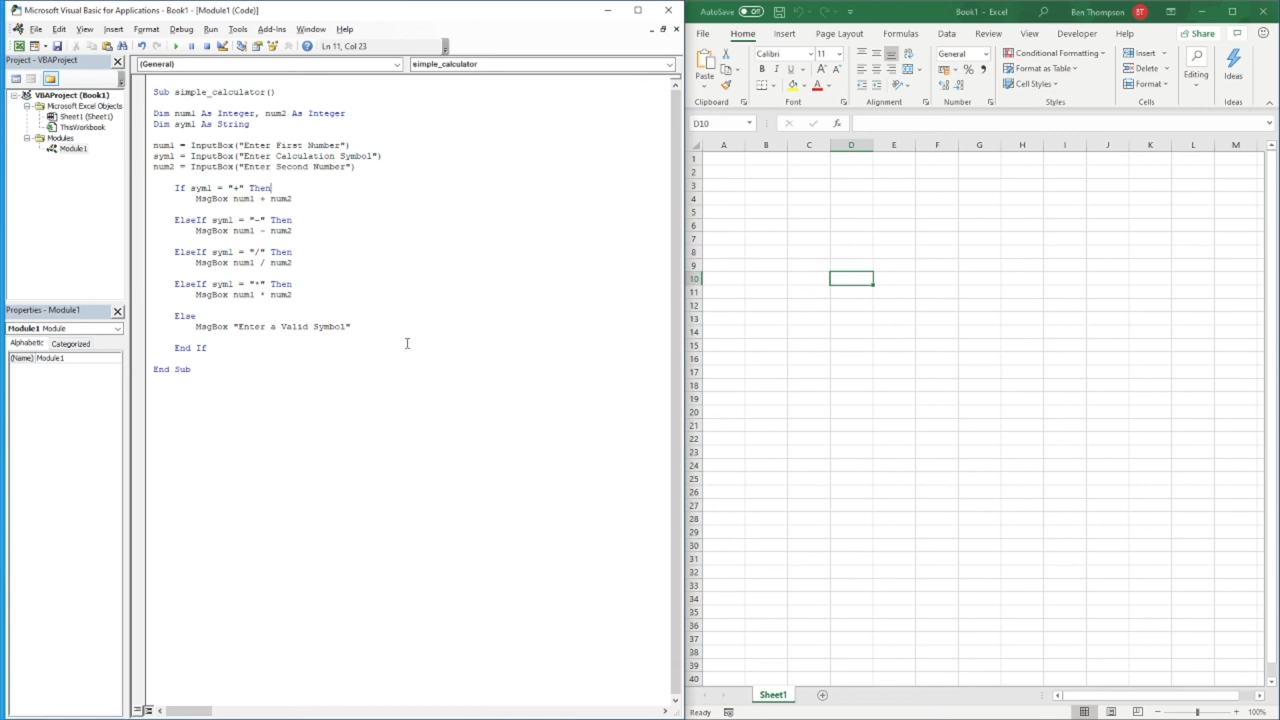 Microsoft Visual Basic for Applications - Book1 - [Module1 (Code)]
File Edit View Insert Format Debug Run Tools Add-Ins Window Help
Ln 11, Col 23
Project - VBAProject
(General)
simple_calculator
VBAProject (Book1)
Microsoft Excel Objects
Sheet1 (Sheet1)
ThisWorkbook
Modules
Module1
Properties - Module1
Module1 Module
Alphabetic Categorized
(Name) Module1
Sub simple_calculator()
Dim num1 As Integer, num2 As Integer
Dim sym1 As String
num1 = InputBox("Enter First Number")
sym1 = InputBox("Enter Calculation Symbol")
num2 = InputBox("Enter Second Number")
If sym1 = "+" Then
MsgBox num1 + num2
ElseIf sym1 = "-" Then
MsgBox num1 - num2
ElseIf sym1 = "/" Then
MsgBox num1 / num2
ElseIf sym1 = "*" Then
MsgBox num1 * num2
Else
MsgBox "Enter a Valid Symbol"
End If
End Sub
AutoSave Off
Book1 - Excel
Ben Thompson BT
File Home Insert Page Layout Formulas Data Review View Developer Help Share
Paste
Calibri 11
B I U
Alignment
General
Conditional Formatting
Format as Table
Cell Styles
Insert
Delete
Format
Editing
Ideas
Clipboard Font Alignment Number Styles Cells Ideas
D10
fx
A B C D E F G H I J K L M
1
2
3
4
5
6
7
8
9
10
11
12
13
14
15
16
17
18
19
20
21
22
23
24
25
26
27
28
29
30
31
32
33
34
35
36
37
38
39
40
Sheet1
Ready
100%